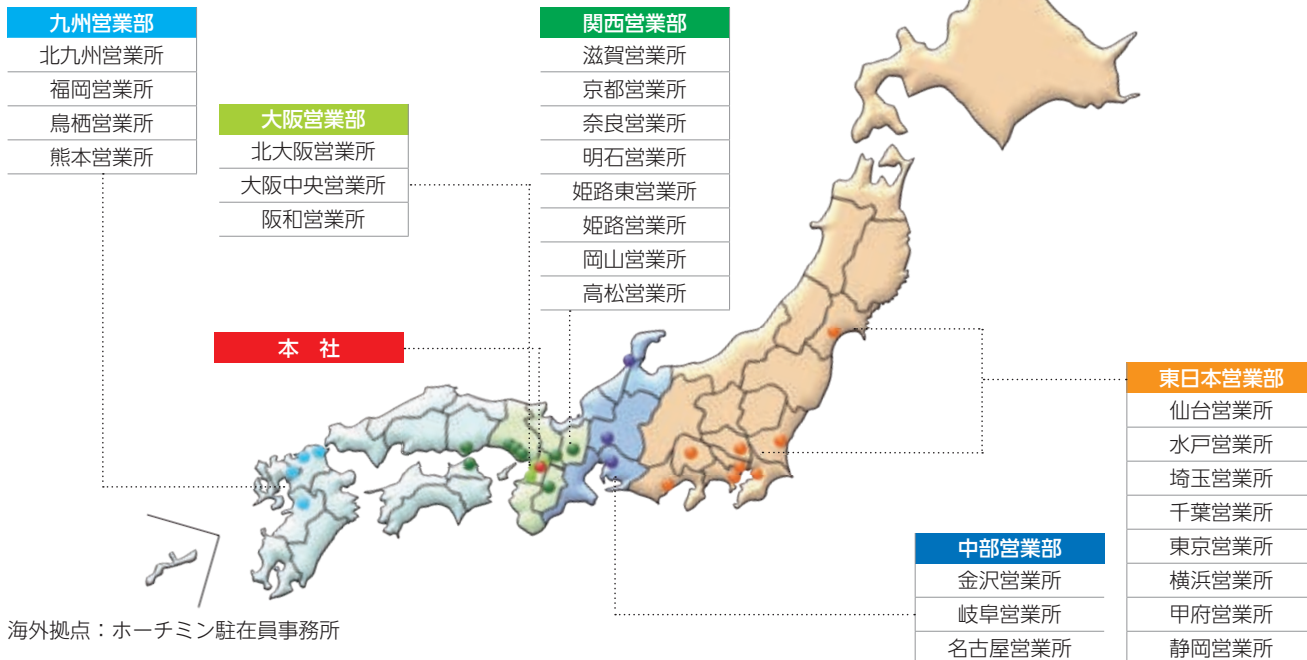 九州営業部
北九州営業所
福岡営業所
鳥栖営業所
熊本営業所
大阪営業部
北大阪営業所
大阪中央営業所
阪和営業所
関西営業部
滋賀営業所
京都営業所
奈良営業所
明石営業所
姫路東営業所
姫路営業所
岡山営業所
高松営業所
本 社
東日本営業部
仙台営業所
水戸営業所
埼玉営業所
千葉営業所
東京営業所
横浜営業所
甲府営業所
静岡営業所
中部営業部
金沢営業所
岐阜営業所
名古屋営業所
海外拠点：ホーチミン駐在員事務所